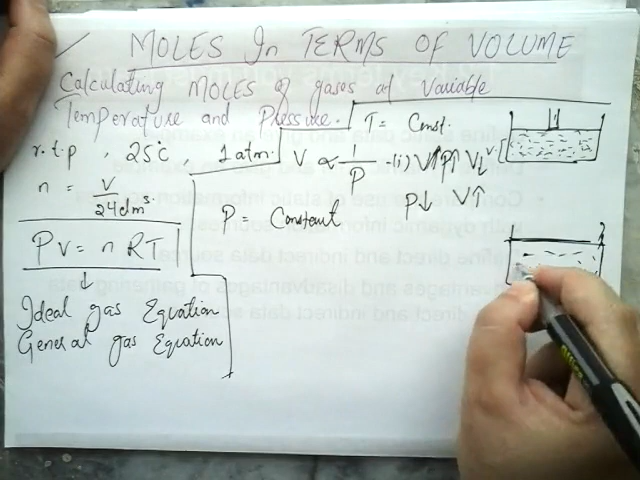 MOLES In TERMS OF VOLUME
Calculating MOLES of gases at Variable
Temperature and Pressure.
r.t.p , 25°C , 1 atm.
n = V / 24dm³
PV = n RT
↓
Ideal gas Equation
General gas Equation
T = Const.
V ∝ 1/P - (i) P↑ V↓
P↓ V↑
P = Constant